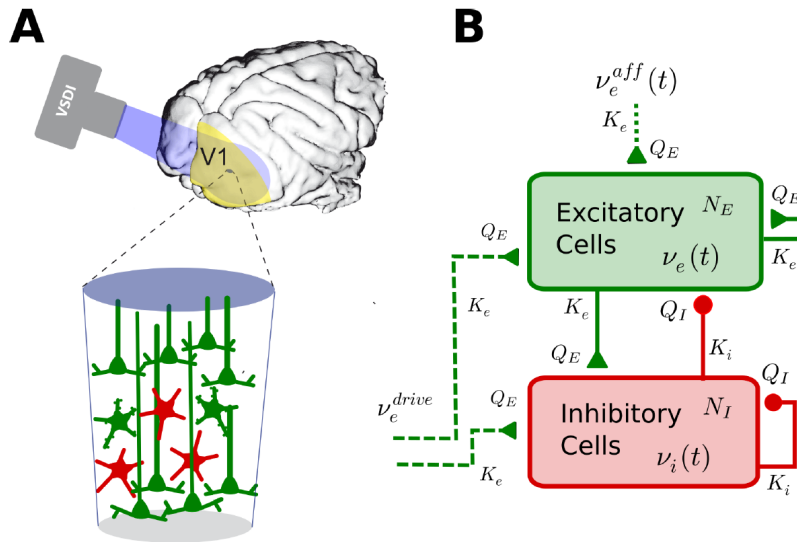 A
VSDI
V1
B
ν_e^{aff}(t)
K_e
Q_E
Excitatory
Cells
N_E
ν_e(t)
Q_E
K_e
Q_E
K_e
K_e
Q_E
Q_I
K_i
ν_e^{drive}
Q_E
K_e
Inhibitory
Cells
N_I
ν_i(t)
Q_I
K_i